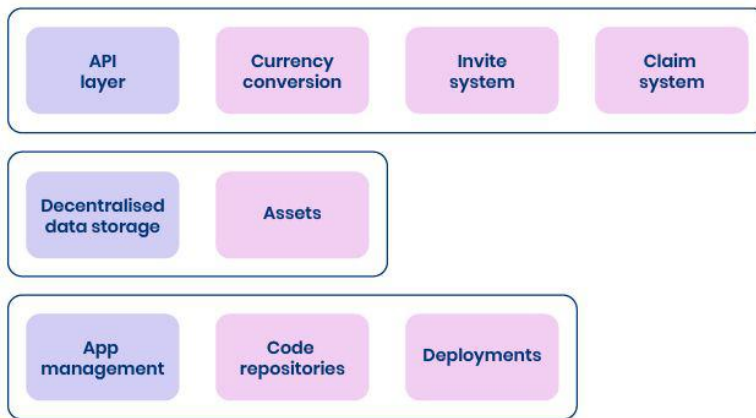 API
layer
Currency
conversion
Invite
system
Claim
system
Decentralised
data storage
Assets
App
management
Code
repositories
Deployments